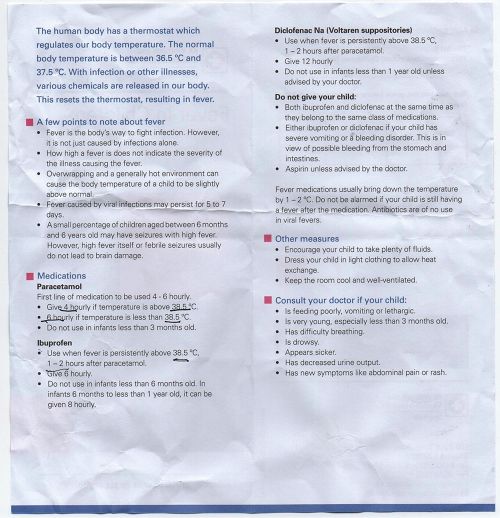 The human body has a thermostat which
regulates our body temperature. The normal
body temperature is between 36.5 ºC and
37.5 ºC. With infection or other illnesses,
various chemicals are released in our body.
This resets the thermostat, resulting in fever.
A few points to note about fever
• Fever is the body's way to fight infection. However,
it is not just caused by infections alone.
• How high a fever is does not indicate the severity of
the illness causing the fever.
• Overwrapping and a generally hot environment can
cause the body temperature of a child to be slightly
above normal.
• Fever caused by viral infections may persist for 5 to 7
days.
• A small percentage of children aged between 6 months
and 6 years old may have seizures with high fever.
However, high fever itself or febrile seizures usually
do not lead to brain damage.
Medications
Paracetamol
First line of medication to be used 4 - 6 hourly.
• Give 4 hourly if temperature is above 38.5 ºC.
• 6 hourly if temperature is less than 38.5 ºC.
• Do not use in infants less than 3 months old.
Ibuprofen
• Use when fever is persistently above 38.5 ºC,
1 – 2 hours after paracetamol.
• Give 6 hourly.
• Do not use in infants less than 6 months old. In
infants 6 months to less than 1 year old, it can be
given 8 hourly.
Diclofenac Na (Voltaren suppositories)
• Use when fever is persistently above 38.5 ºC,
1 – 2 hours after paracetamol.
• Give 12 hourly
• Do not use in infants less than 1 year old unless
advised by your doctor.
Do not give your child:
• Both ibuprofen and diclofenac at the same time as
they belong to the same class of medications.
• Either ibuprofen or diclofenac if your child has
severe vomiting or a bleeding disorder. This is in
view of possible bleeding from the stomach and
intestines.
• Aspirin unless advised by the doctor.
Fever medications usually bring down the temperature
by 1 – 2 ºC. Do not be alarmed if your child is still having
a fever after the medication. Antibiotics are of no use
in viral fevers.
Other measures
• Encourage your child to take plenty of fluids.
• Dress your child in light clothing to allow heat
exchange.
• Keep the room cool and well-ventilated.
Consult your doctor if your child:
• Is feeding poorly, vomiting or lethargic.
• Is very young, especially less than 3 months old.
• Has difficulty breathing.
• Is drowsy.
• Appears sicker.
• Has decreased urine output.
• Has new symptoms like abdominal pain or rash.